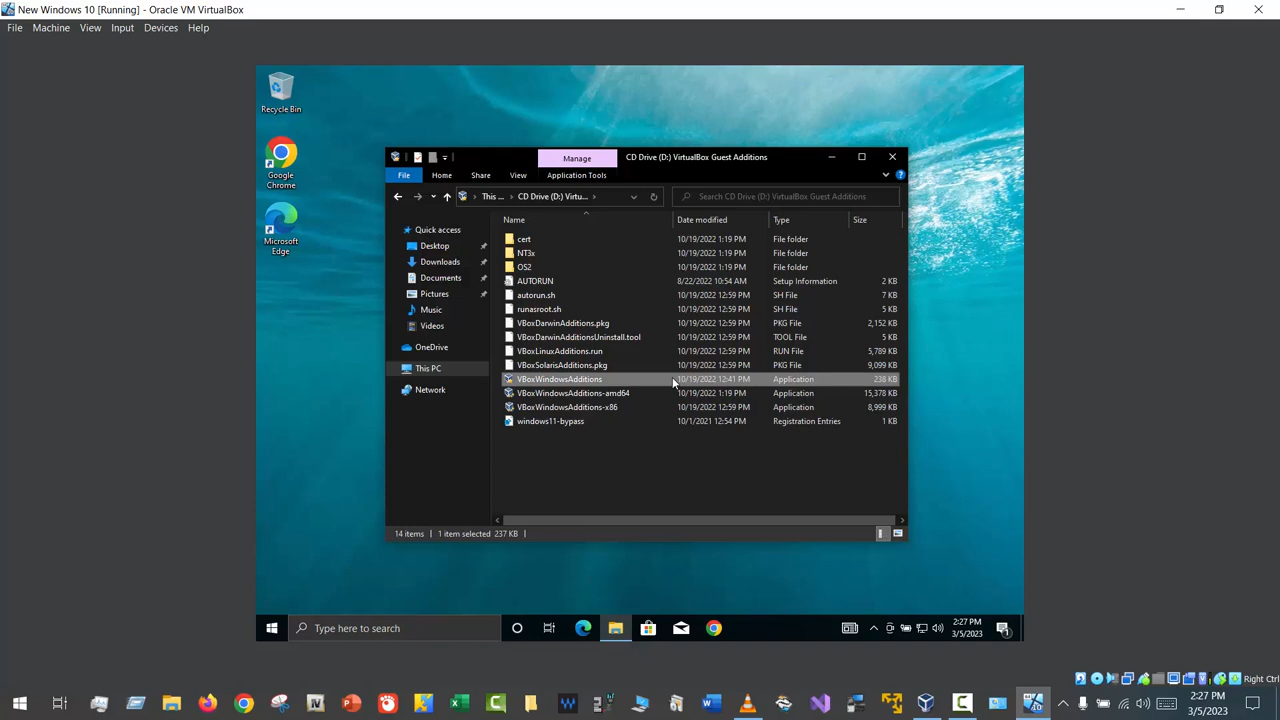 New Windows 10 [Running] - Oracle VM VirtualBox
File Machine View Input Devices Help
Recycle Bin
Google
Chrome
Microsoft
Edge
Manage
CD Drive (D:) VirtualBox Guest Additions
File Home Share View Application Tools
This ... CD Drive (D:) Virtu... Search CD Drive (D:) VirtualBox Guest Additions
Quick access
Desktop
Downloads
Documents
Pictures
Music
Videos
OneDrive
This PC
Network
Name Date modified Type Size
cert 10/19/2022 1:19 PM File folder
NT3x 10/19/2022 1:19 PM File folder
OS2 10/19/2022 1:19 PM File folder
AUTORUN 8/22/2022 10:54 AM Setup Information 2 KB
autorun.sh 10/19/2022 12:59 PM SH File 7 KB
runasroot.sh 10/19/2022 12:59 PM SH File 5 KB
VBoxDarwinAdditions.pkg 10/19/2022 12:59 PM PKG File 2,152 KB
VBoxDarwinAdditionsUninstall.tool 10/19/2022 12:59 PM TOOL File 5 KB
VBoxLinuxAdditions.run 10/19/2022 12:59 PM RUN File 5,789 KB
VBoxSolarisAdditions.pkg 10/19/2022 12:59 PM PKG File 9,099 KB
VBoxWindowsAdditions 10/19/2022 12:41 PM Application 238 KB
VBoxWindowsAdditions-amd64 10/19/2022 1:19 PM Application 15,378 KB
VBoxWindowsAdditions-x86 10/19/2022 12:59 PM Application 8,999 KB
windows11-bypass 10/1/2021 12:54 PM Registration Entries 1 KB
14 items 1 item selected 237 KB
Type here to search
2:27 PM
3/5/2023
1
Right Ctrl
2:27 PM
3/5/2023